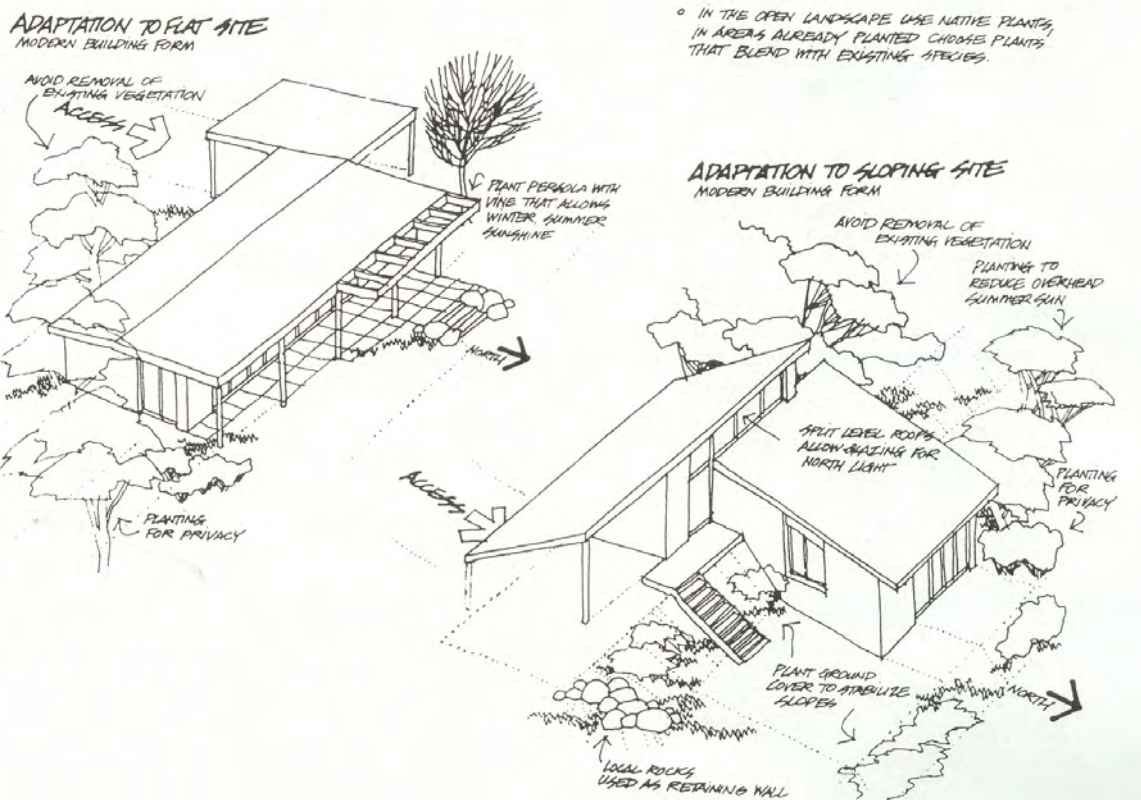 ADAPTATION TO FLAT SITE
MODERN BUILDING FORM
AVOID REMOVAL OF
EXISTING VEGETATION
ACCESS
PLANT PERGOLA WITH
VINE THAT ALLOWS
WINTER SUMMER
SUNSHINE
NORTH
PLANTING
FOR PRIVACY
° IN THE OPEN LANDSCAPE USE NATIVE PLANTS,
IN AREAS ALREADY PLANTED CHOOSE PLANTS
THAT BLEND WITH EXISTING SPECIES.
ADAPTATION TO SLOPING SITE
MODERN BUILDING FORM
AVOID REMOVAL OF
EXISTING VEGETATION
PLANTING TO
REDUCE OVERHEAD
SUMMER SUN
SPLIT LEVEL ROOFS
ALLOW GLAZING FOR
NORTH LIGHT
ACCESS
PLANTING
FOR
PRIVACY
PLANT GROUND
COVER TO STABILIZE
SLOPES
NORTH
LOCAL ROCKS
USED AS RETAINING WALL